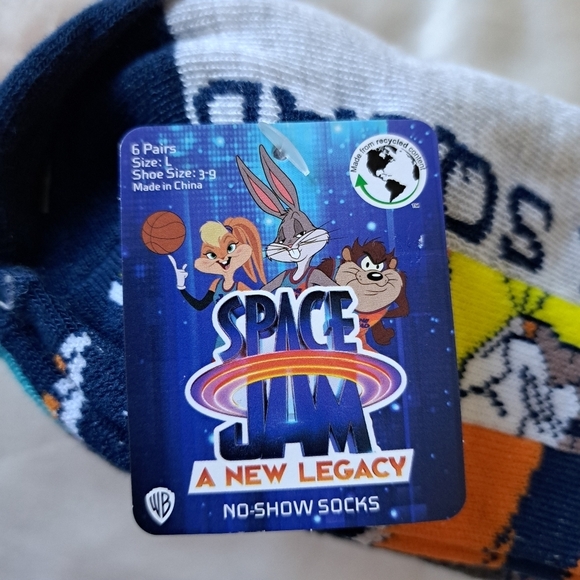 6 Pairs
Size: L
Shoe Size: 3-9
Made in China
Made from recycled content
TM
SPACE
JAM
A NEW LEGACY
WB
NO-SHOW SOCKS